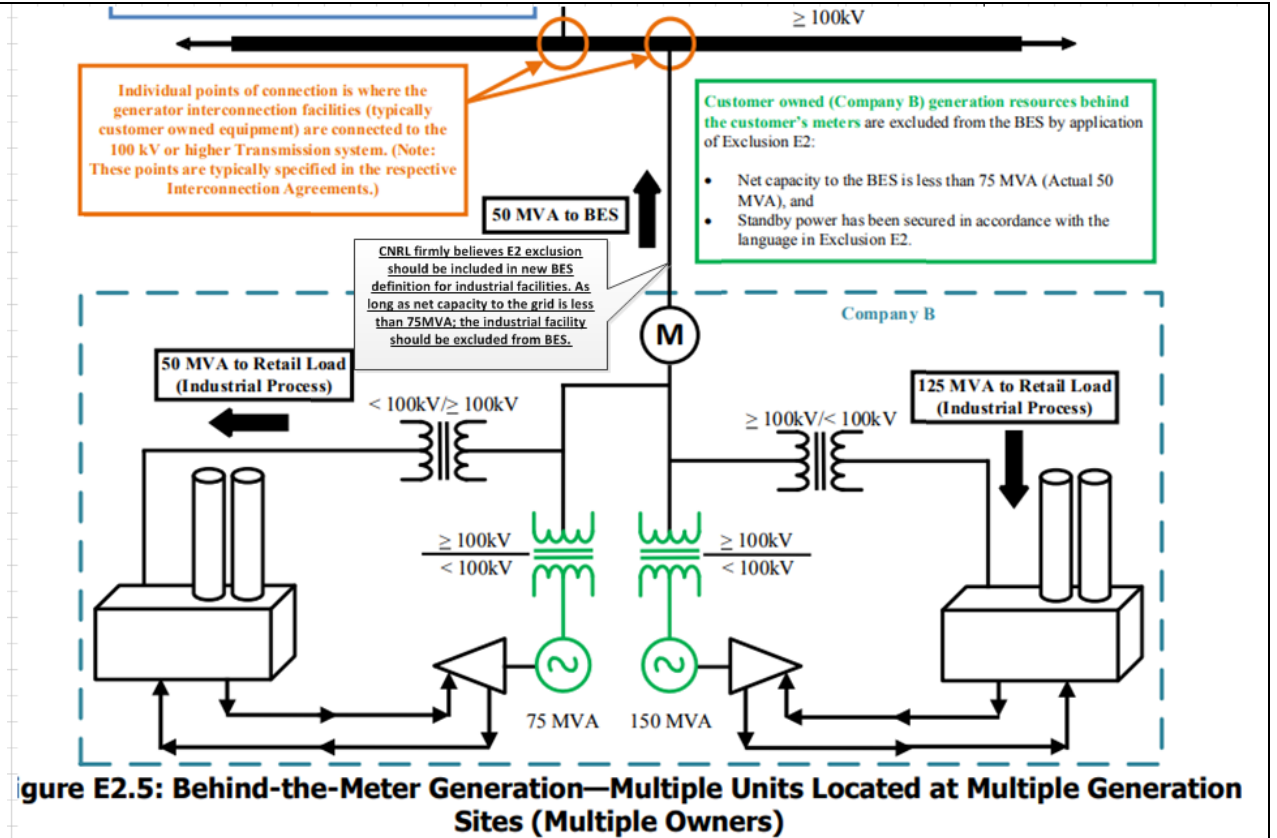 ≥ 100kV
Individual points of connection is where the
generator interconnection facilities (typically
customer owned equipment) are connected to the
100 kV or higher Transmission system. (Note:
These points are typically specified in the respective
Interconnection Agreements.)
Customer owned (Company B) generation resources behind
the customer's meters are excluded from the BES by application
of Exclusion E2:
• Net capacity to the BES is less than 75 MVA (Actual 50
MVA), and
• Standby power has been secured in accordance with the
language in Exclusion E2.
50 MVA to BES
CNRL firmly believes E2 exclusion
should be included in new BES
definition for industrial facilities. As
long as net capacity to the grid is less
than 75MVA; the industrial facility
should be excluded from BES.
Company B
M
50 MVA to Retail Load
(Industrial Process)
125 MVA to Retail Load
(Industrial Process)
< 100kV/≥ 100kV
≥ 100kV/< 100kV
≥ 100kV
< 100kV
≥ 100kV
< 100kV
75 MVA
150 MVA
igure E2.5: Behind-the-Meter Generation—Multiple Units Located at Multiple Generation
Sites (Multiple Owners)